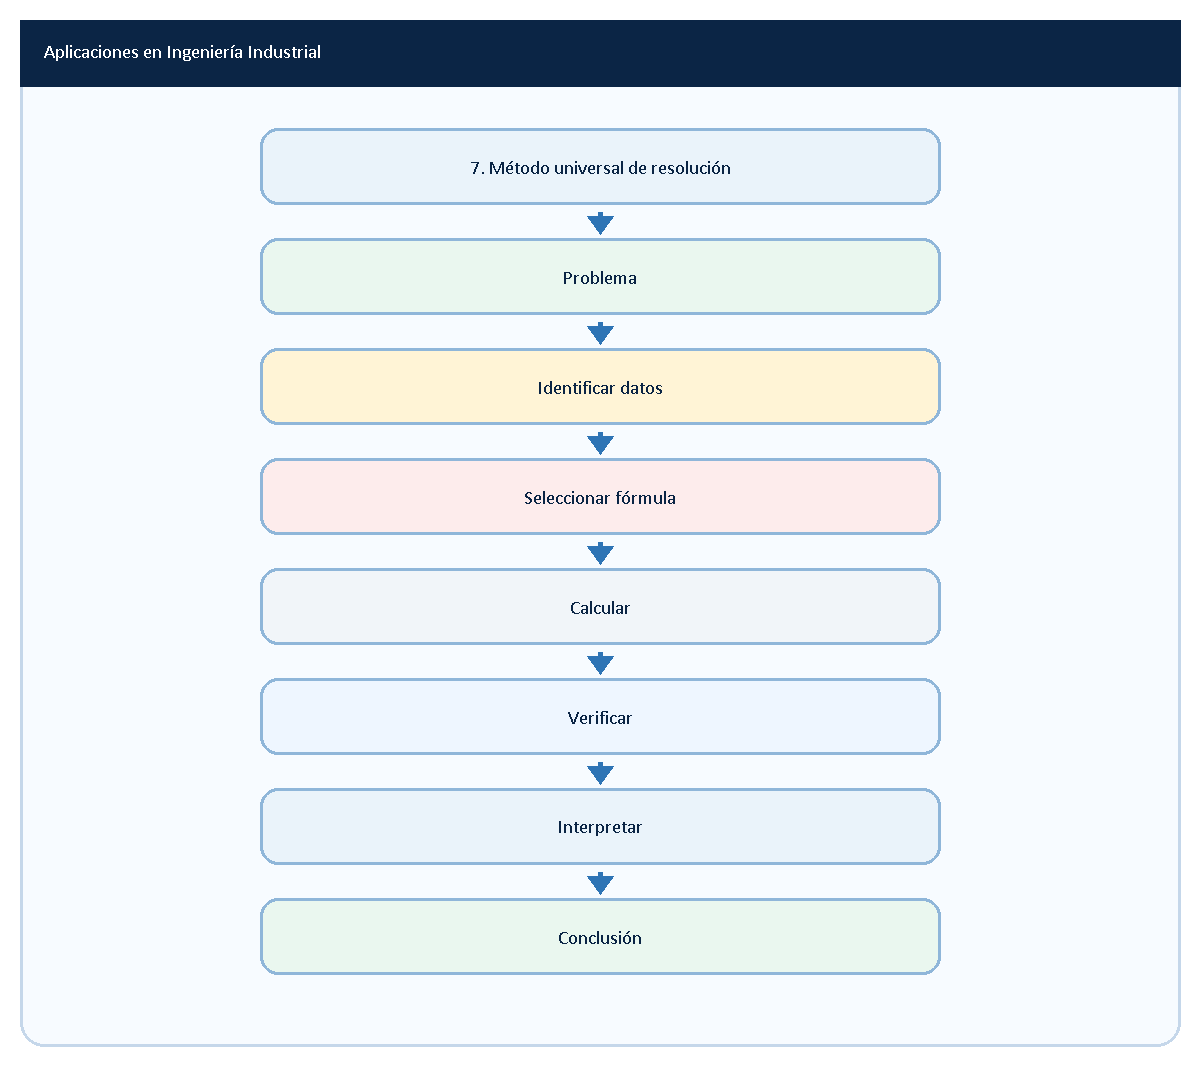 Aplicaciones en Ingeniería Industrial
7. Método universal de resolución
Problema
Identificar datos
Seleccionar fórmula
Calcular
Verificar
Interpretar
Conclusión